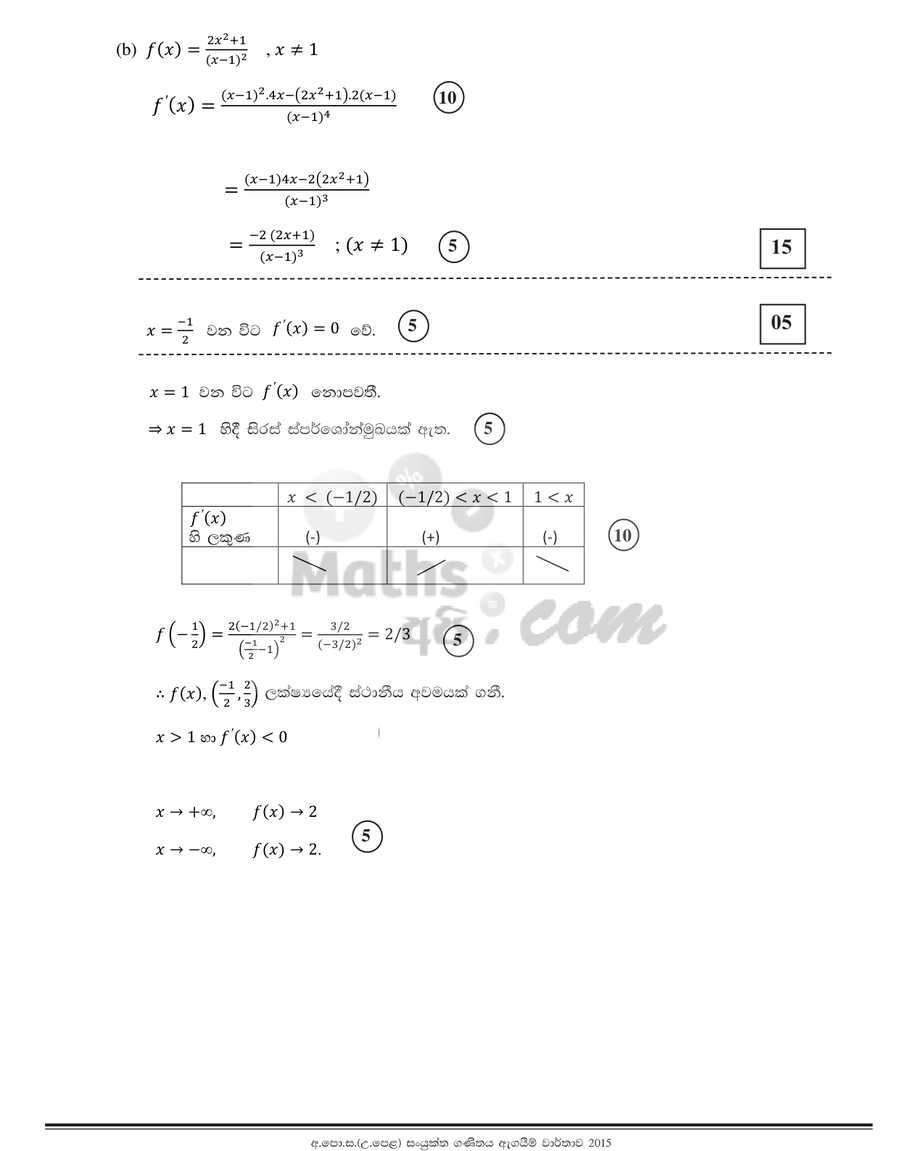 (b) f(x) = (2x²+1)/((x−1)²) , x ≠ 1
f′(x) = ((x−1)².4x−(2x²+1).2(x−1))/((x−1)⁴) 10
= ((x−1)4x−2(2x²+1))/((x−1)³)
= (−2 (2x+1))/((x−1)³) ; (x ≠ 1) 5 15
x = −1/2 වන විට f′(x) = 0 වේ. 5 05
x = 1 වන විට f′(x) නොපවතී.
⇒ x = 1 හිදී සිරස් ස්පර්ශෝන්මුඛයක් ඇත. 5
x < (−1/2) (−1/2) < x < 1 1 < x
f′(x)
හි ලකුණ (-) (+) (-) 10
Maths
අපි . com
f(−1/2) = (2(−1/2)²+1)/((−1/2−1)²) = (3/2)/((−3/2)²) = 2/3 5
∴ f(x), (−1/2, 2/3) ලක්ෂ්‍යයේදී ස්ථානීය අවමයක් ගනී.
x > 1 හා f′(x) < 0
x → +∞, f(x) → 2
x → −∞, f(x) → 2. 5
අ.පො.ස.(උ.පෙළ) සංයුක්ත ගණිතය ඇගයීම් වාර්තාව 2015